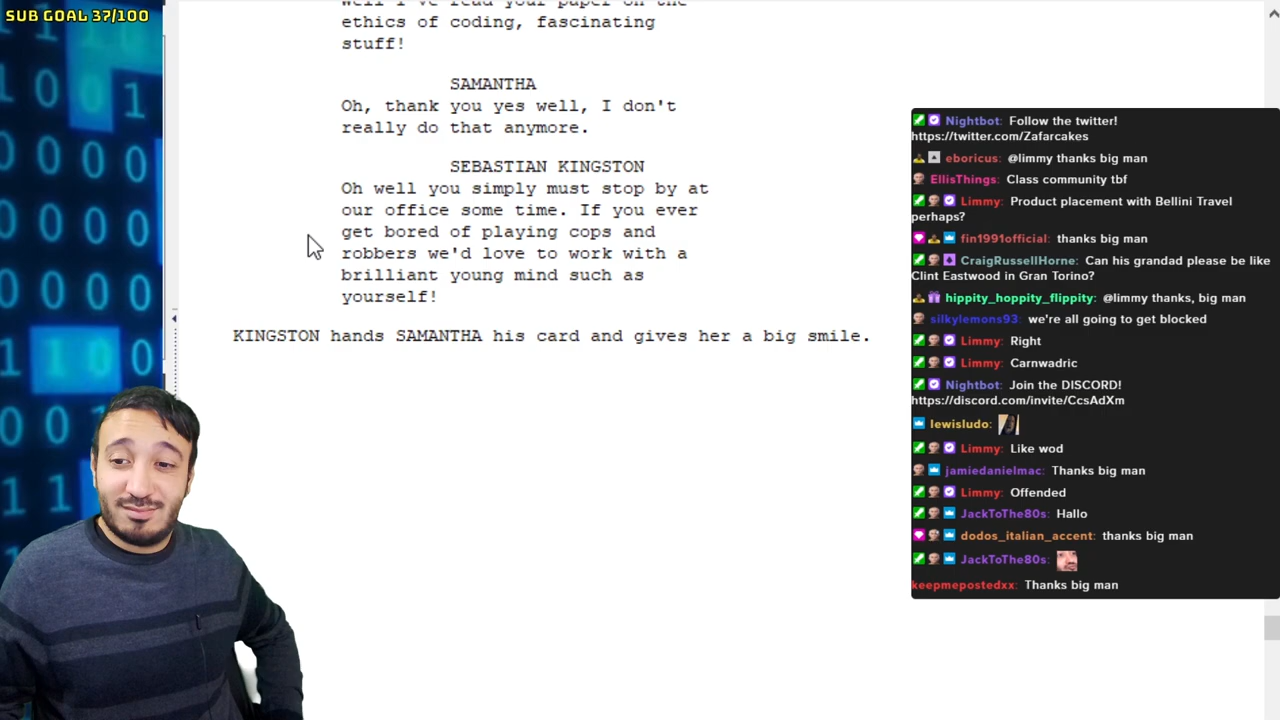 SUB GOAL 37/100
well I've read your paper on the
ethics of coding, fascinating
stuff!
SAMANTHA
Oh, thank you yes well, I don't
really do that anymore.
SEBASTIAN KINGSTON
Oh well you simply must stop by at
our office some time. If you ever
get bored of playing cops and
robbers we'd love to work with a
brilliant young mind such as
yourself!
KINGSTON hands SAMANTHA his card and gives her a big smile.
Nightbot: Follow the twitter!
https://twitter.com/Zafarcakes
eboricus: @limmy thanks big man
EllisThings: Class community tbf
Limmy: Product placement with Bellini Travel
perhaps?
fin1991official: thanks big man
CraigRussellHorne: Can his grandad please be like
Clint Eastwood in Gran Torino?
hippity_hoppity_flippity: @limmy thanks, big man
silkylemons93: we're all going to get blocked
Limmy: Right
Limmy: Carnwadric
Nightbot: Join the DISCORD!
https://discord.com/invite/CcsAdXm
lewisludo:
Limmy: Like wod
jamiedanielmac: Thanks big man
Limmy: Offended
JackToThe80s: Hallo
dodos_italian_accent: thanks big man
JackToThe80s:
keepmepostedxx: Thanks big man